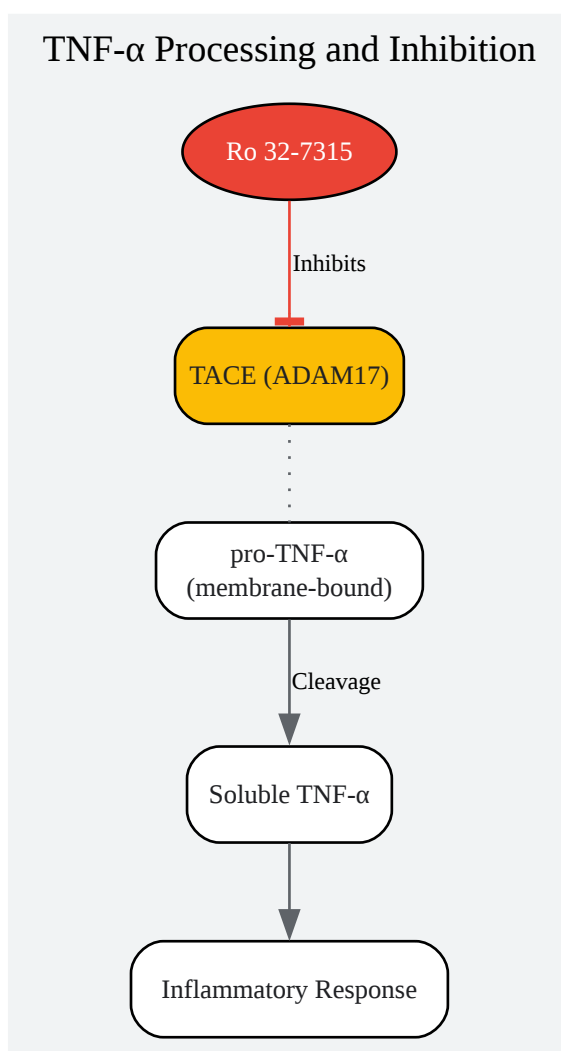 TNF-α Processing and Inhibition
Ro 32-7315
Inhibits
TACE (ADAM17)
pro-TNF-α
(membrane-bound)
Cleavage
Soluble TNF-α
Inflammatory Response